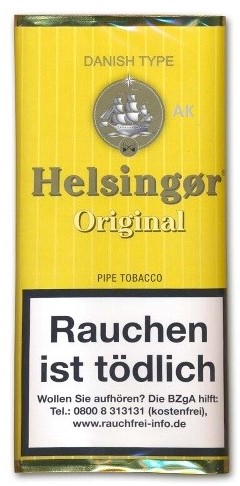 DANISH TYPE
AK
Helsingør
Original
PIPE TOBACCO
Rauchen
ist tödlich
Wollen Sie aufhören? Die BZgA hilft:
Tel.: 0800 8 313131 (kostenfrei),
www.rauchfrei-info.de